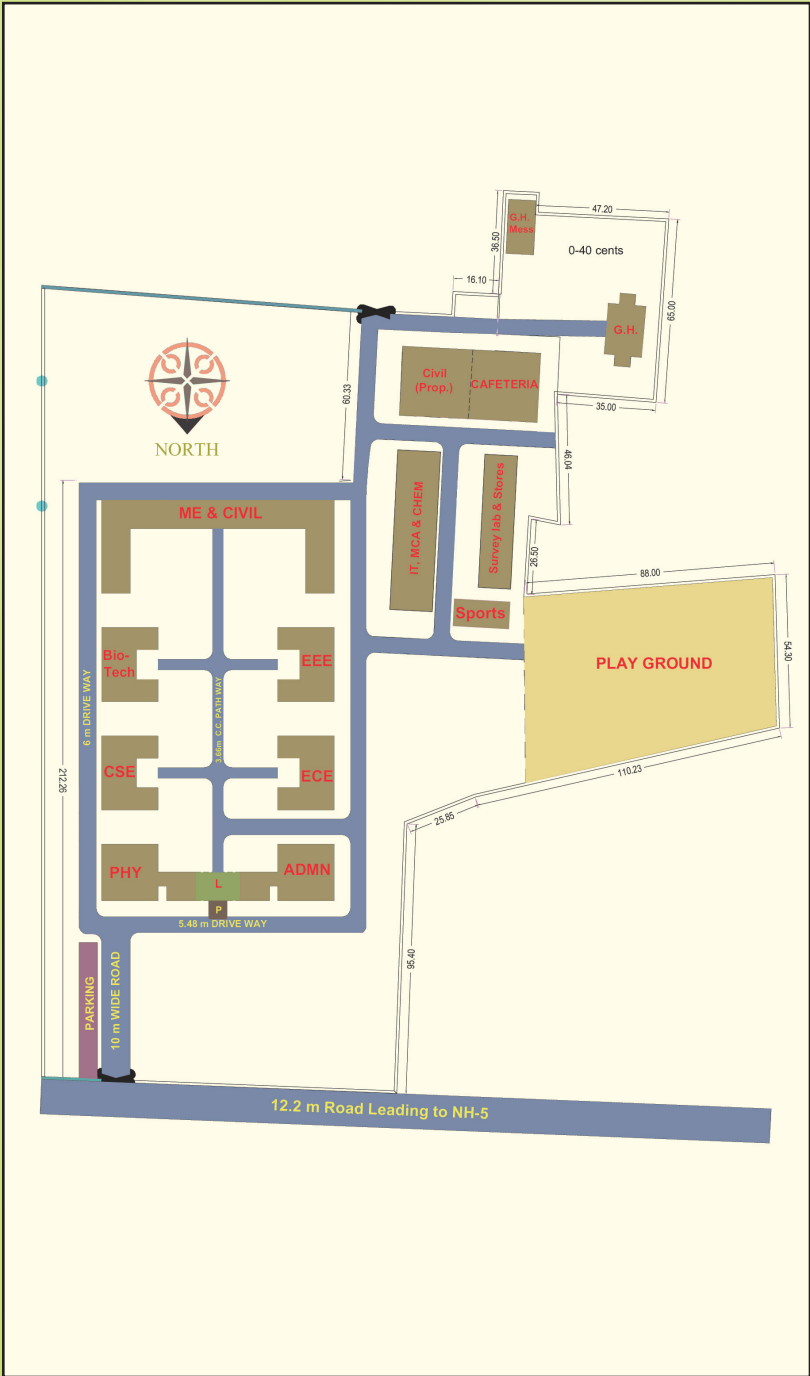 47.20
G.H.
Mess
36.50
0-40 cents
16.10
59.00
G.H.
60.33
Civil
(Prop.)
CAFETERIA
35.00
46.04
NORTH
ME & CIVIL
IT, MCA & CHEM
Survey lab & Stores
26.50
88.00
Sports
Bio-
Tech
EEE
PLAY GROUND
54.30
6 m DRIVE WAY
3.66m C.C. PATH WAY
212.26
CSE
ECE
110.23
25.85
PHY
L
ADMN
P
5.48 m DRIVE WAY
95.40
PARKING
10 m WIDE ROAD
12.2 m Road Leading to NH-5